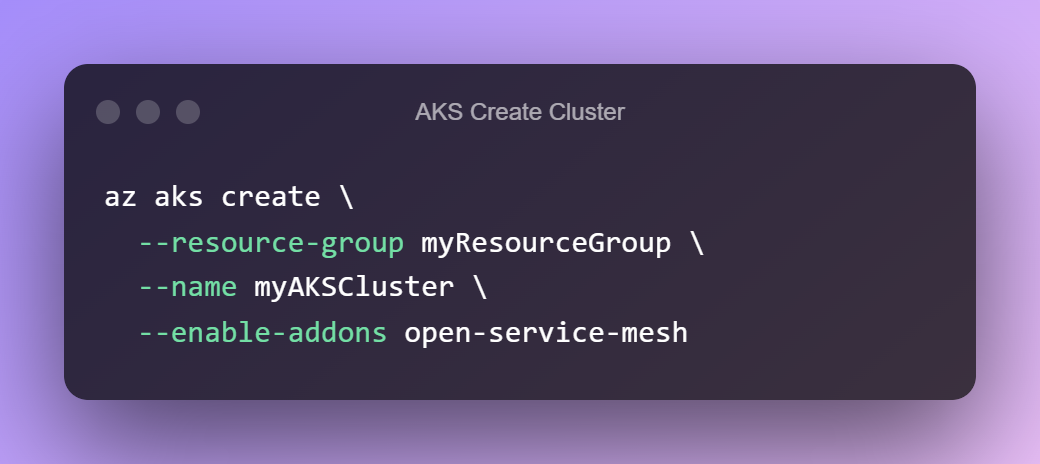 AKS Create Cluster
az aks create \
--resource-group myResourceGroup \
--name myAKSCluster \
--enable-addons open-service-mesh